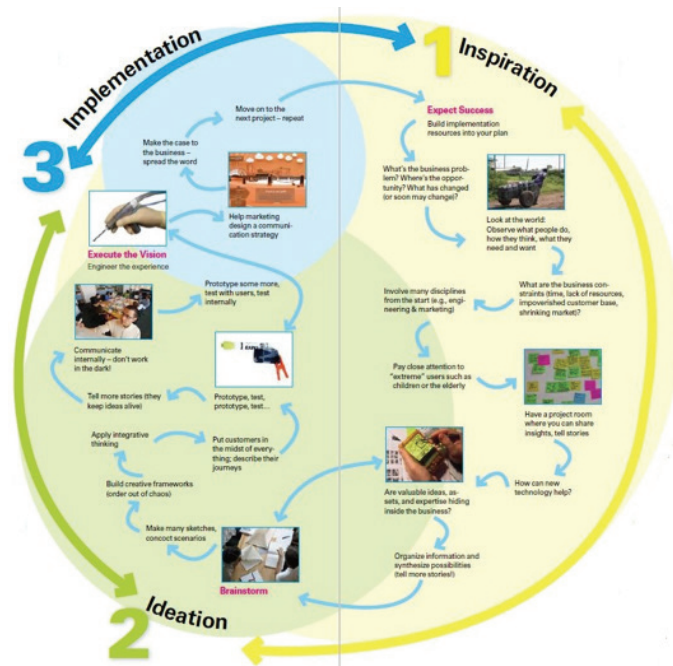 1
Inspiration
Expect Success
Build implementation
resources into your plan
What's the business prob-
lem? Where's the oppor-
tunity? What has changed
(or soon may change)?
Look at the world:
Observe what people do,
how they think, what they
need and want
What are the business con-
straints (time, lack of resources,
impoverished customer base,
shrinking market)?
Involve many disciplines
from the start (e.g., engi-
neering & marketing)
Pay close attention to
“extreme” users such as
children or the elderly
Have a project room
where you can share
insights, tell stories
How can new
technology help?
Are valuable ideas, as-
sets, and expertise hiding
inside the business?
Organize information and
synthesize possibilities
(tell more stories!)
2
Ideation
Brainstorm
Make many sketches,
concoct scenarios
Build creative frameworks
(order out of chaos)
Apply integrative
thinking
Put customers in
the midst of every-
thing; describe their
journeys
Prototype, test,
prototype, test...
Tell more stories (they
keep ideas alive)
Communicate
internally – don't work
in the dark!
Prototype some more,
test with users, test
internally
3
Implementation
Execute the Vision
Engineer the experience
Help marketing
design a communi-
cation strategy
Make the case to
the business –
spread the word
Move on to the
next project – repeat